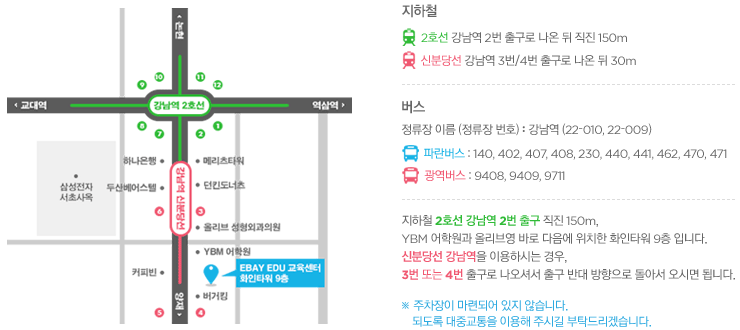 < 논현
9
10
11
12
< 교대역
강남역 2호선
역삼역 >
8
7
2
1
하나은행
메리츠타워
삼성전자
서초사옥
두산베어스텔
던킨도너츠
강남역 신분당선
6
3
올리브 성형외과의원
YBM 어학원
커피빈
EBAY EDU 교육센터
화인타워 9층
버거킹
5
4
양재 >
지하철
2호선 강남역 2번 출구로 나온 뒤 직진 150m
신분당선 강남역 3번/4번 출구로 나온 뒤 30m
버스
정류장 이름 (정류장 번호) : 강남역 (22-010, 22-009)
파란버스 : 140, 402, 407, 408, 230, 440, 441, 462, 470, 471
광역버스 : 9408, 9409, 9711
지하철 2호선 강남역 2번 출구 직진 150m,
YBM 어학원과 올리브영 바로 다음에 위치한 화인타워 9층 입니다.
신분당선 강남역을 이용하시는 경우,
3번 또는 4번 출구로 나오셔서 출구 반대 방향으로 돌아서 오시면 됩니다.
※ 주차장이 마련되어 있지 않습니다.
되도록 대중교통을 이용해 주시길 부탁드리겠습니다.